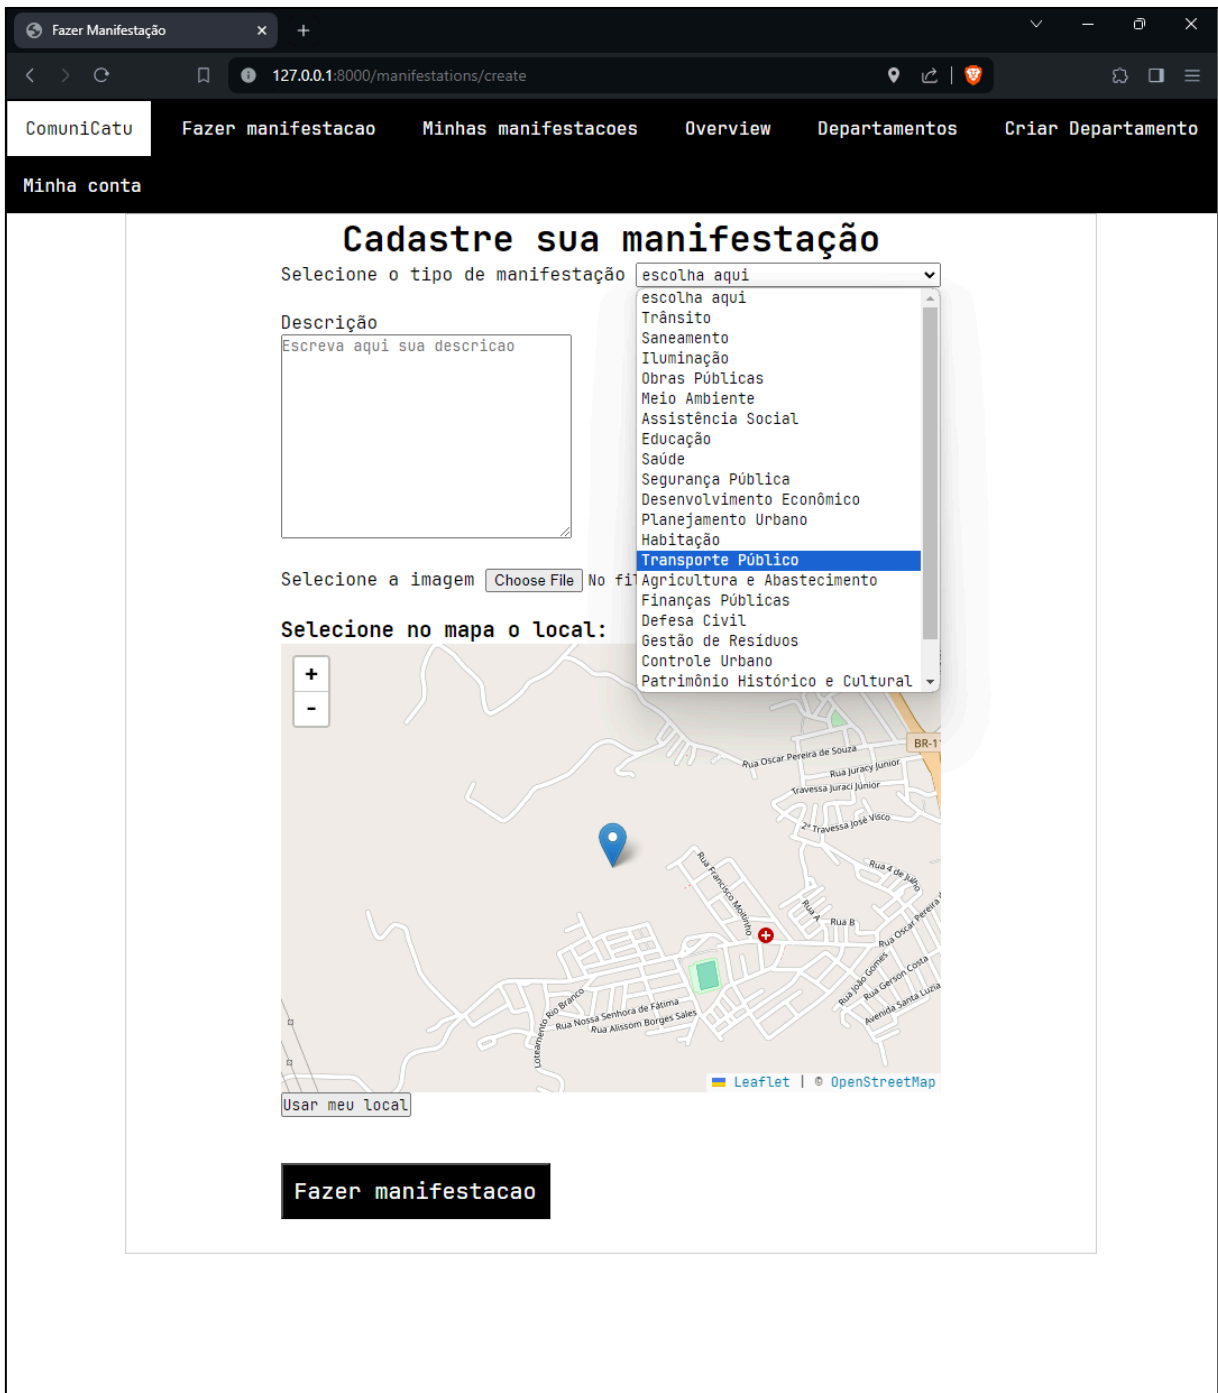 Fazer Manifestação
127.0.0.1:8000/manifestations/create
ComuniCatu Fazer manifestacao Minhas manifestacoes Overview Departamentos Criar Departamento
Minha conta
Cadastre sua manifestação
Selecione o tipo de manifestação escolha aqui
escolha aqui
Trânsito
Saneamento
Iluminação
Obras Públicas
Meio Ambiente
Assistência Social
Educação
Saúde
Segurança Pública
Desenvolvimento Econômico
Planejamento Urbano
Habitação
Transporte Público
Agricultura e Abastecimento
Finanças Públicas
Defesa Civil
Gestão de Resíduos
Controle Urbano
Patrimônio Histórico e Cultural
Descrição
Escreva aqui sua descricao
Selecione a imagem Choose File No fil
Selecione no mapa o local:
+
-
BR-11
Rua Oscar Pereira de Souza
Rua Juracy Junior
Travessa Juraci Júnior
2ª Travessa José Visco
Rua 4 de Julho
Rua Francisco Moitinho
Rua A
Rua B
Rua Oscar Pereira d
Rua João Gomes
Rua Gerson Costa
Avenida Santa Luzia
Loteamento Rio Branco
Rua Nossa Senhora de Fátima
Rua Alissom Borges Sales
Leaflet | © OpenStreetMap
Usar meu local
Fazer manifestacao